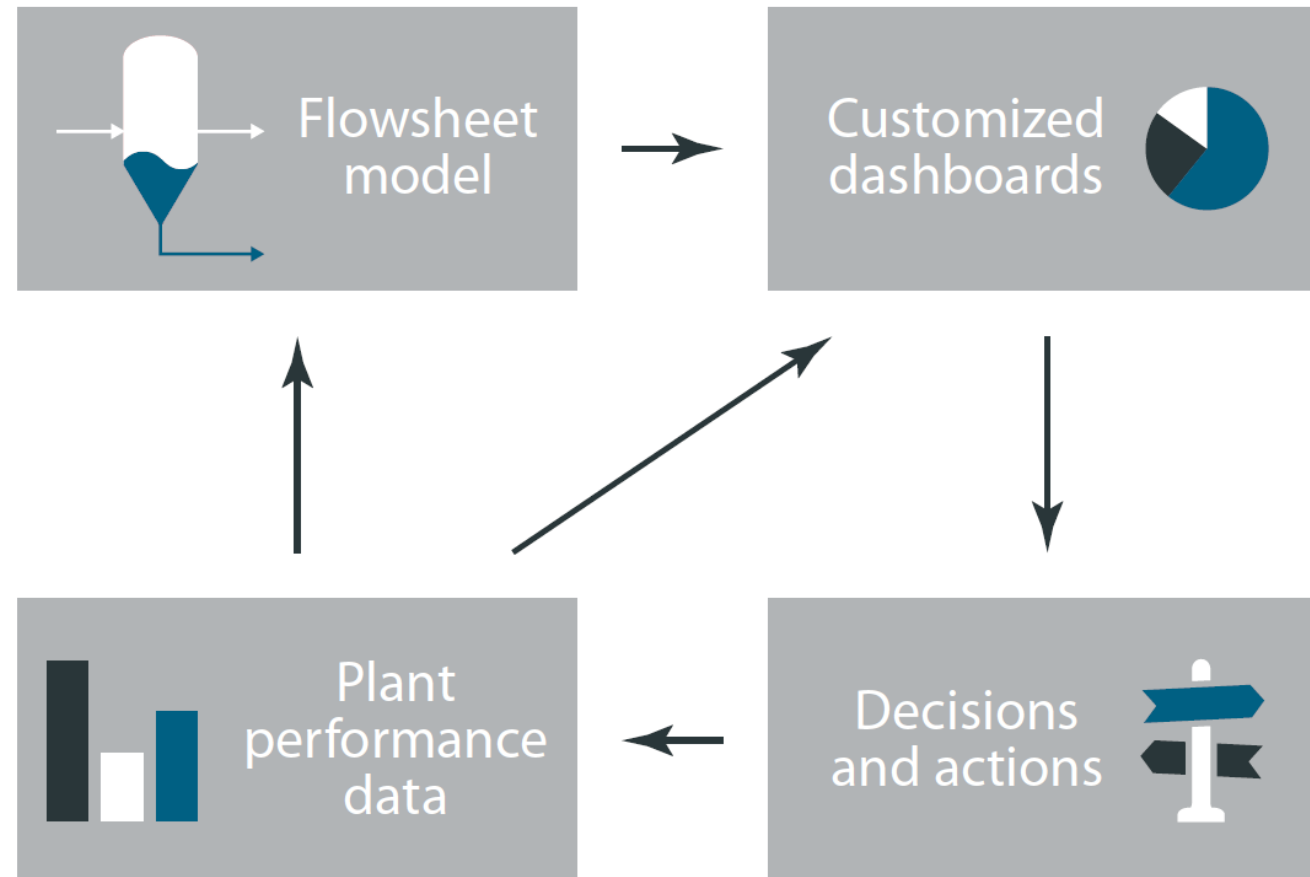 Flowsheet
model
Customized
dashboards
Plant
performance
data
Decisions
and actions